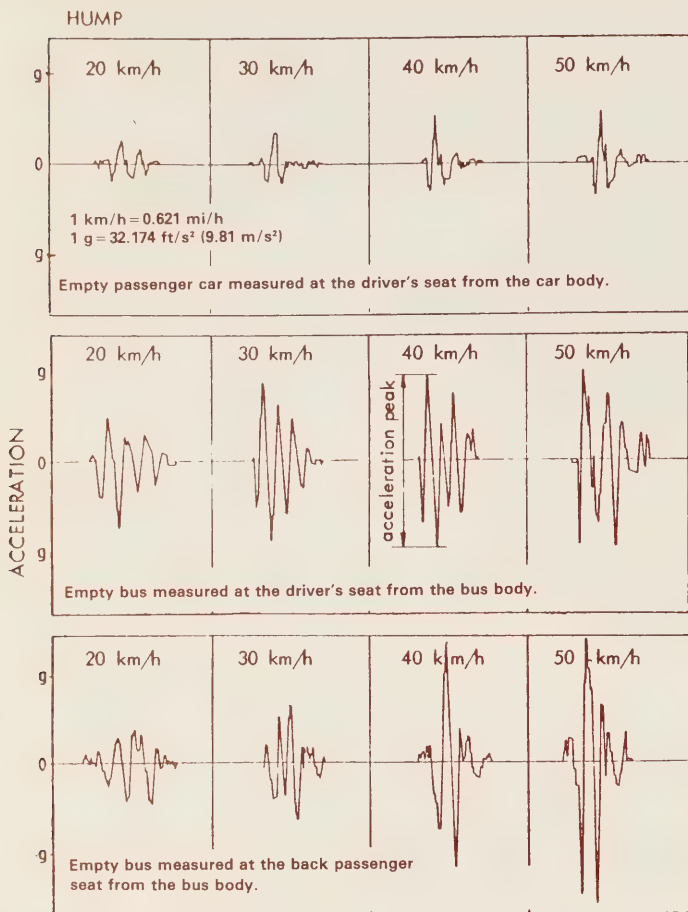 HUMP
g
20 km/h
30 km/h
40 km/h
50 km/h
0
1 km/h = 0.621 mi/h
1 g = 32.174 ft/s² (9.81 m/s²)
g
Empty passenger car measured at the driver's seat from the car body.
ACCELERATION
g
20 km/h
30 km/h
40 km/h
50 km/h
acceleration peak
0
g
Empty bus measured at the driver's seat from the bus body.
20 km/h
30 km/h
40 km/h
50 km/h
g
0
g
Empty bus measured at the back passenger
seat from the bus body.